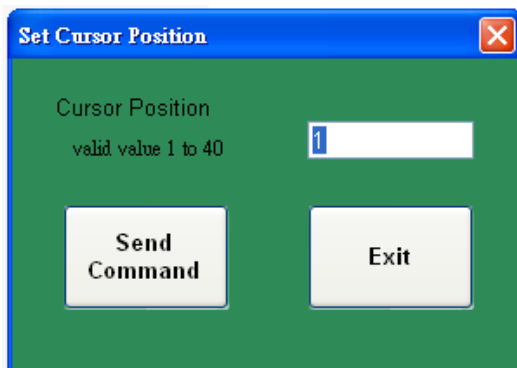 Set Cursor Position
Cursor Position
valid value 1 to 40
1
Send
Command
Exit